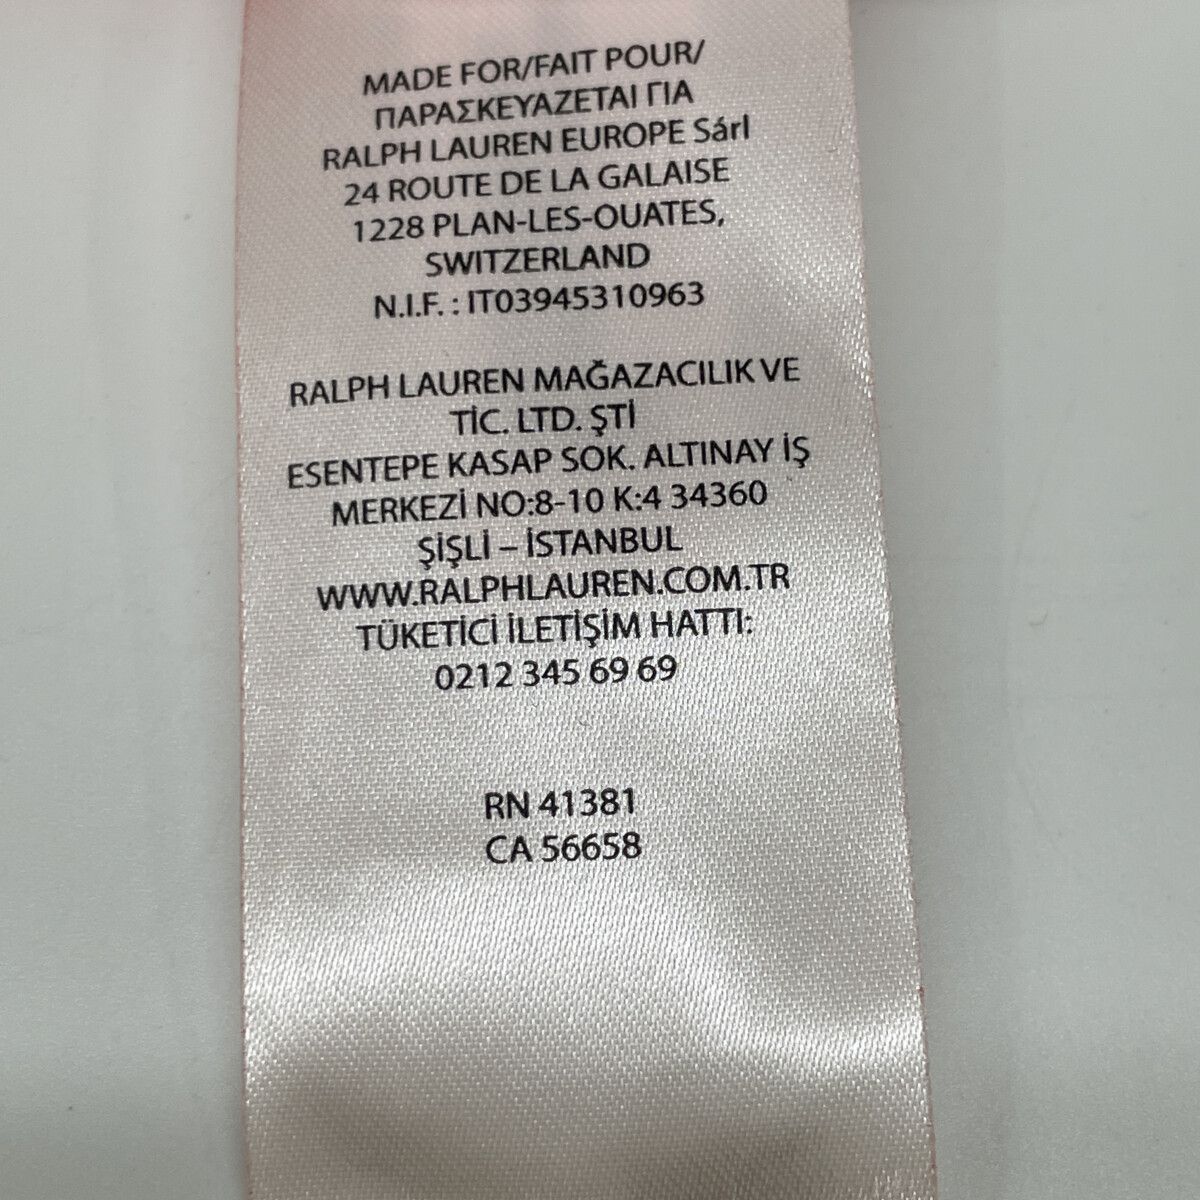 MADE FOR/FAIT POUR/
ΠΑΡΑΣΚΕΥΑΖΕΤΑΙ ΓΙΑ
RALPH LAUREN EUROPE Sárl
24 ROUTE DE LA GALAISE
1228 PLAN-LES-OUATES,
SWITZERLAND
N.I.F. : IT03945310963
RALPH LAUREN MAĞAZACILIK VE
TİC. LTD. ŞTİ
ESENTEPE KASAP SOK. ALTINAY İŞ
MERKEZİ NO:8-10 K:4 34360
ŞİŞLİ – İSTANBUL
WWW.RALPHLAUREN.COM.TR
TÜKETİCİ İLETİŞİM HATTI:
0212 345 69 69
RN 41381
CA 56658